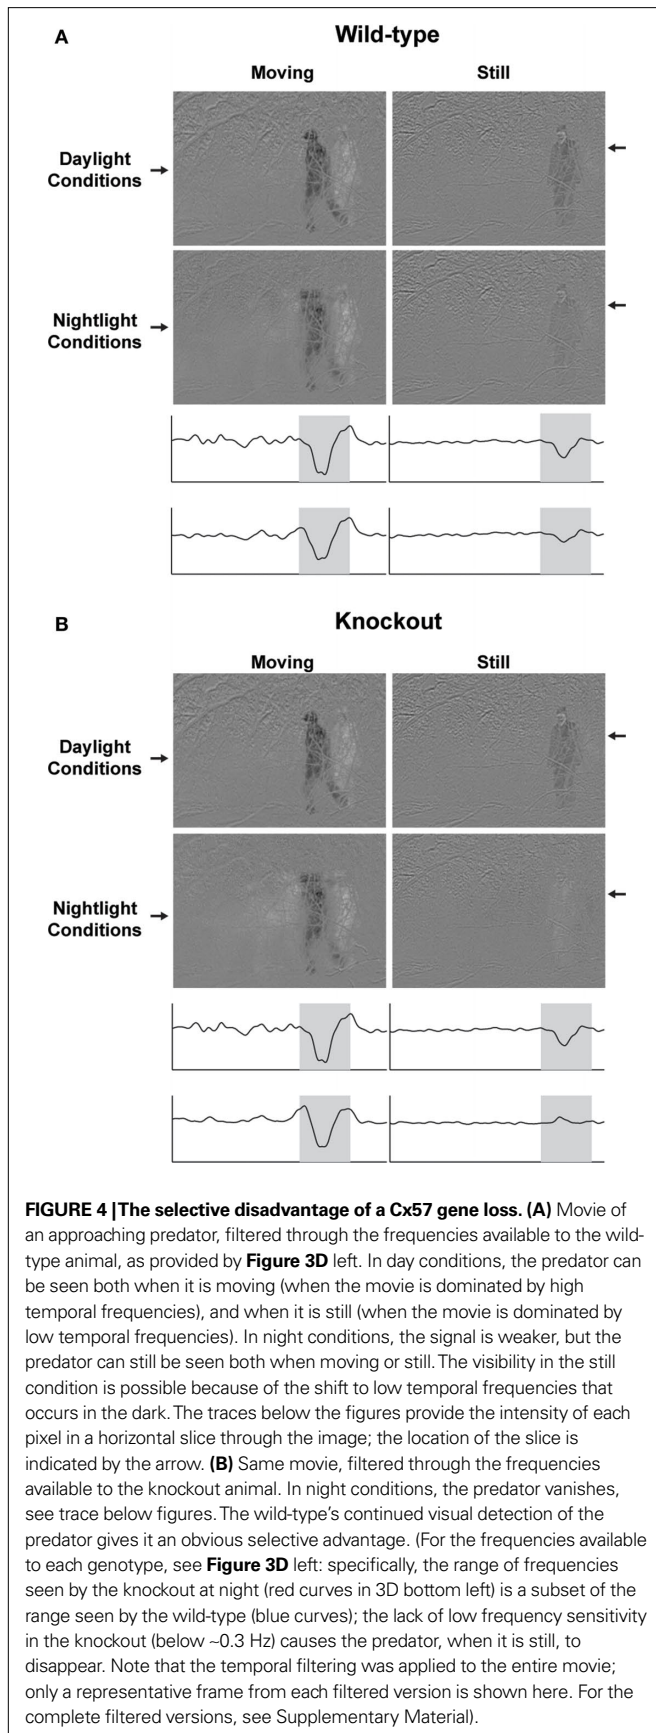 A
Wild-type
Moving
Still
Daylight
Conditions
Nightlight
Conditions
B
Knockout
Moving
Still
Daylight
Conditions
Nightlight
Conditions
FIGURE 4 | The selective disadvantage of a Cx57 gene loss. (A) Movie of
an approaching predator, filtered through the frequencies available to the wild-
type animal, as provided by Figure 3D left. In day conditions, the predator can
be seen both when it is moving (when the movie is dominated by high
temporal frequencies), and when it is still (when the movie is dominated by
low temporal frequencies). In night conditions, the signal is weaker, but the
predator can still be seen both when moving or still. The visibility in the still
condition is possible because of the shift to low temporal frequencies that
occurs in the dark. The traces below the figures provide the intensity of each
pixel in a horizontal slice through the image; the location of the slice is
indicated by the arrow. (B) Same movie, filtered through the frequencies
available to the knockout animal. In night conditions, the predator vanishes,
see trace below figures. The wild-type's continued visual detection of the
predator gives it an obvious selective advantage. (For the frequencies available
to each genotype, see Figure 3D left: specifically, the range of frequencies
seen by the knockout at night (red curves in 3D bottom left) is a subset of the
range seen by the wild-type (blue curves); the lack of low frequency sensitivity
in the knockout (below ~0.3 Hz) causes the predator, when it is still, to
disappear. Note that the temporal filtering was applied to the entire movie;
only a representative frame from each filtered version is shown here. For the
complete filtered versions, see Supplementary Material).